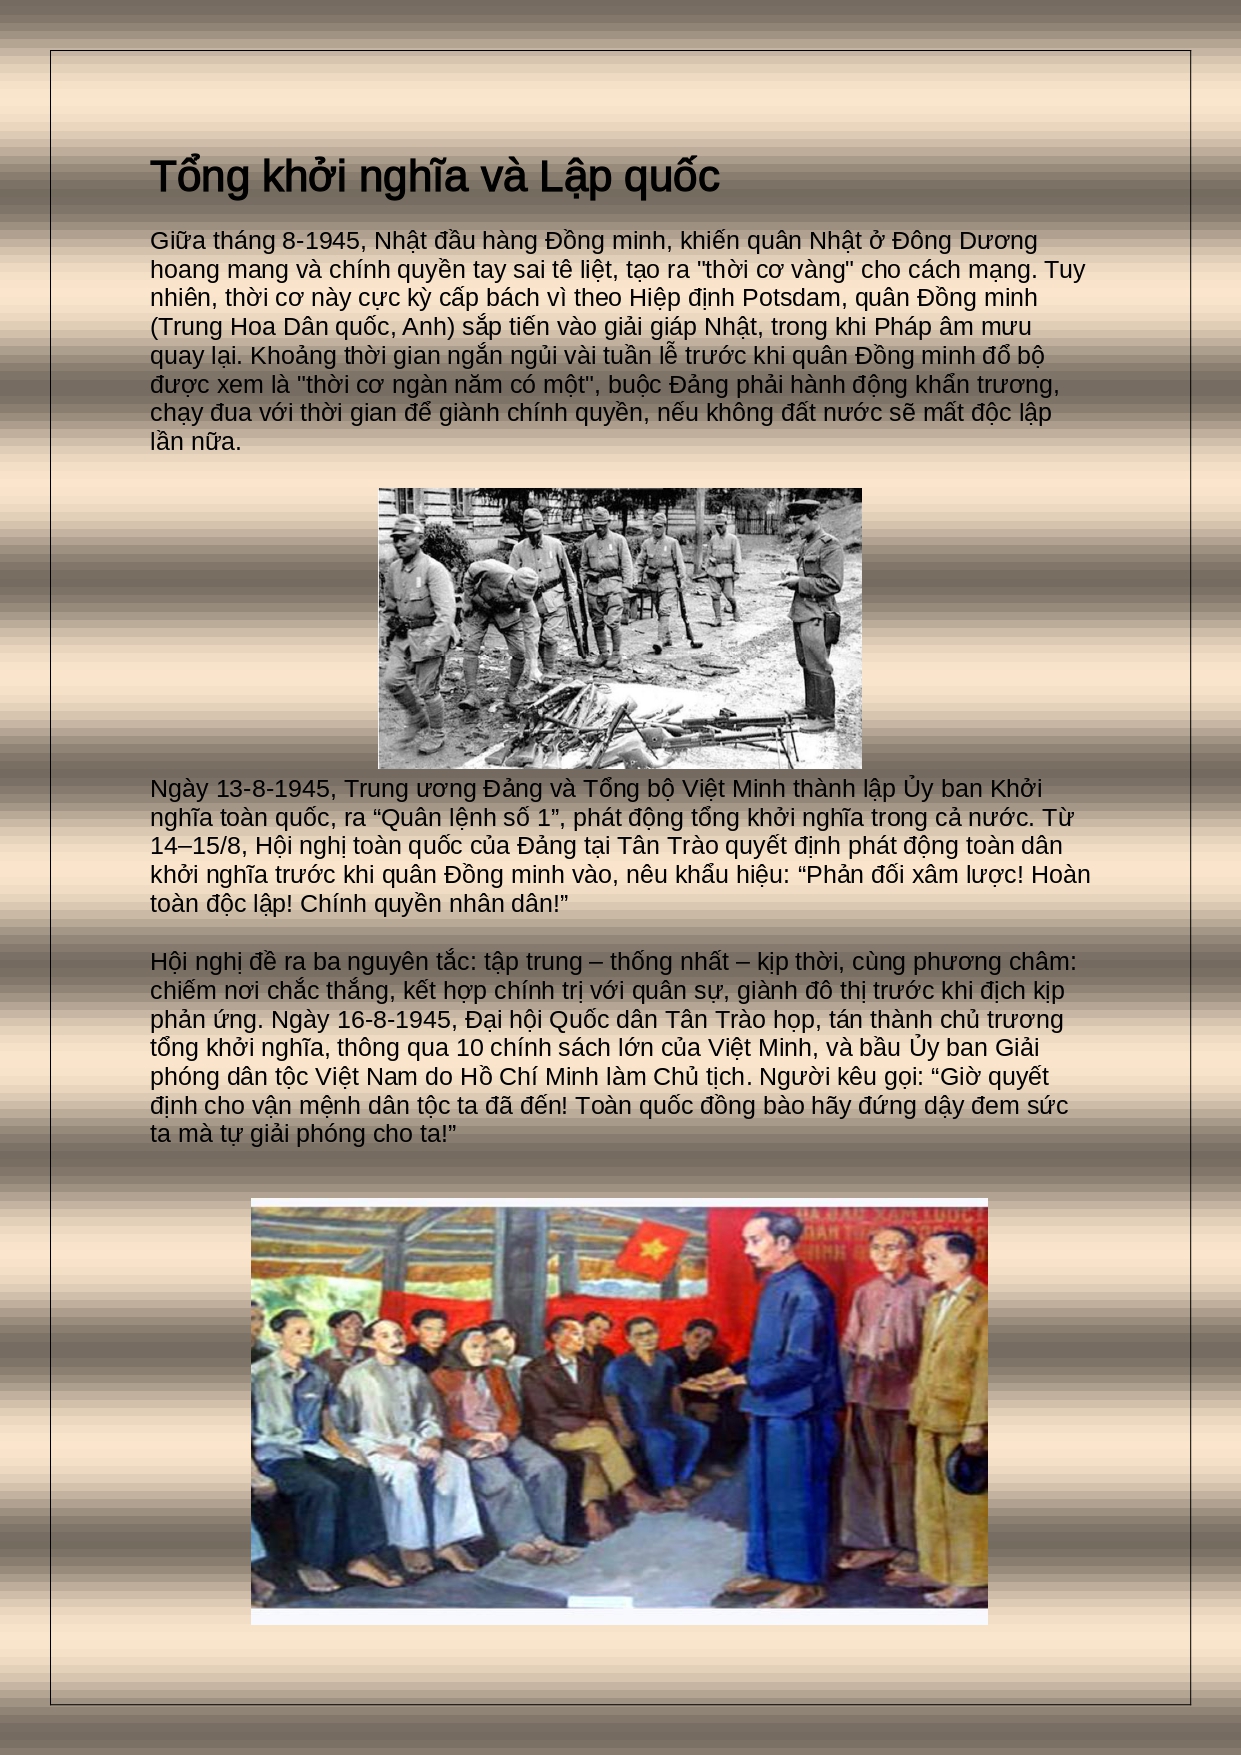 Tổng khởi nghĩa và Lập quốc
Giữa tháng 8-1945, Nhật đầu hàng Đồng minh, khiến quân Nhật ở Đông Dương
hoang mang và chính quyền tay sai tê liệt, tạo ra "thời cơ vàng" cho cách mạng. Tuy
nhiên, thời cơ này cực kỳ cấp bách vì theo Hiệp định Potsdam, quân Đồng minh
(Trung Hoa Dân quốc, Anh) sắp tiến vào giải giáp Nhật, trong khi Pháp âm mưu
quay lại. Khoảng thời gian ngắn ngủi vài tuần lễ trước khi quân Đồng minh đổ bộ
được xem là "thời cơ ngàn năm có một", buộc Đảng phải hành động khẩn trương,
chạy đua với thời gian để giành chính quyền, nếu không đất nước sẽ mất độc lập
lần nữa.
Ngày 13-8-1945, Trung ương Đảng và Tổng bộ Việt Minh thành lập Ủy ban Khởi
nghĩa toàn quốc, ra “Quân lệnh số 1”, phát động tổng khởi nghĩa trong cả nước. Từ
14–15/8, Hội nghị toàn quốc của Đảng tại Tân Trào quyết định phát động toàn dân
khởi nghĩa trước khi quân Đồng minh vào, nêu khẩu hiệu: “Phản đối xâm lược! Hoàn
toàn độc lập! Chính quyền nhân dân!”
Hội nghị đề ra ba nguyên tắc: tập trung – thống nhất – kịp thời, cùng phương châm:
chiếm nơi chắc thắng, kết hợp chính trị với quân sự, giành đô thị trước khi địch kịp
phản ứng. Ngày 16-8-1945, Đại hội Quốc dân Tân Trào họp, tán thành chủ trương
tổng khởi nghĩa, thông qua 10 chính sách lớn của Việt Minh, và bầu Ủy ban Giải
phóng dân tộc Việt Nam do Hồ Chí Minh làm Chủ tịch. Người kêu gọi: “Giờ quyết
định cho vận mệnh dân tộc ta đã đến! Toàn quốc đồng bào hãy đứng dậy đem sức
ta mà tự giải phóng cho ta!”